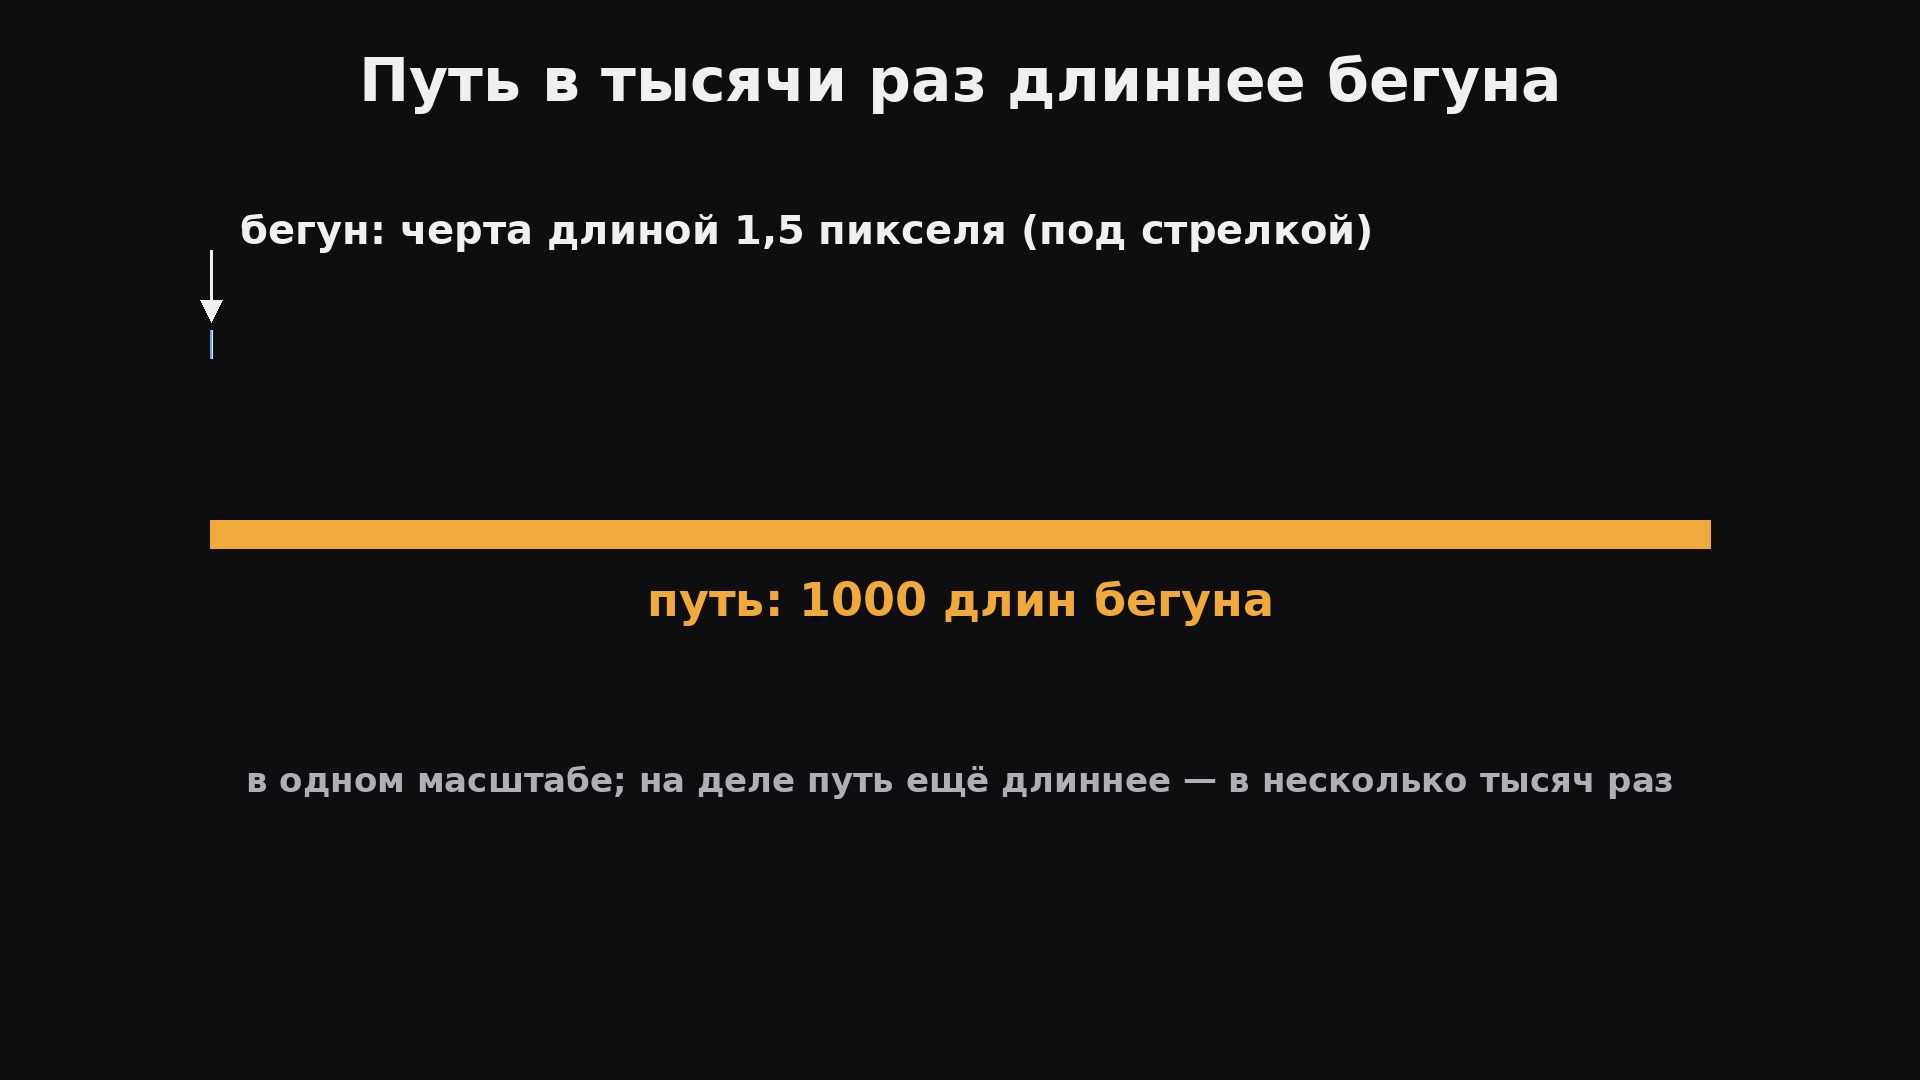 Путь в тысячи раз длиннее бегуна
бегун: черта длиной 1,5 пикселя (под стрелкой)
путь: 1000 длин бегуна
в одном масштабе; на деле путь ещё длиннее — в несколько тысяч раз